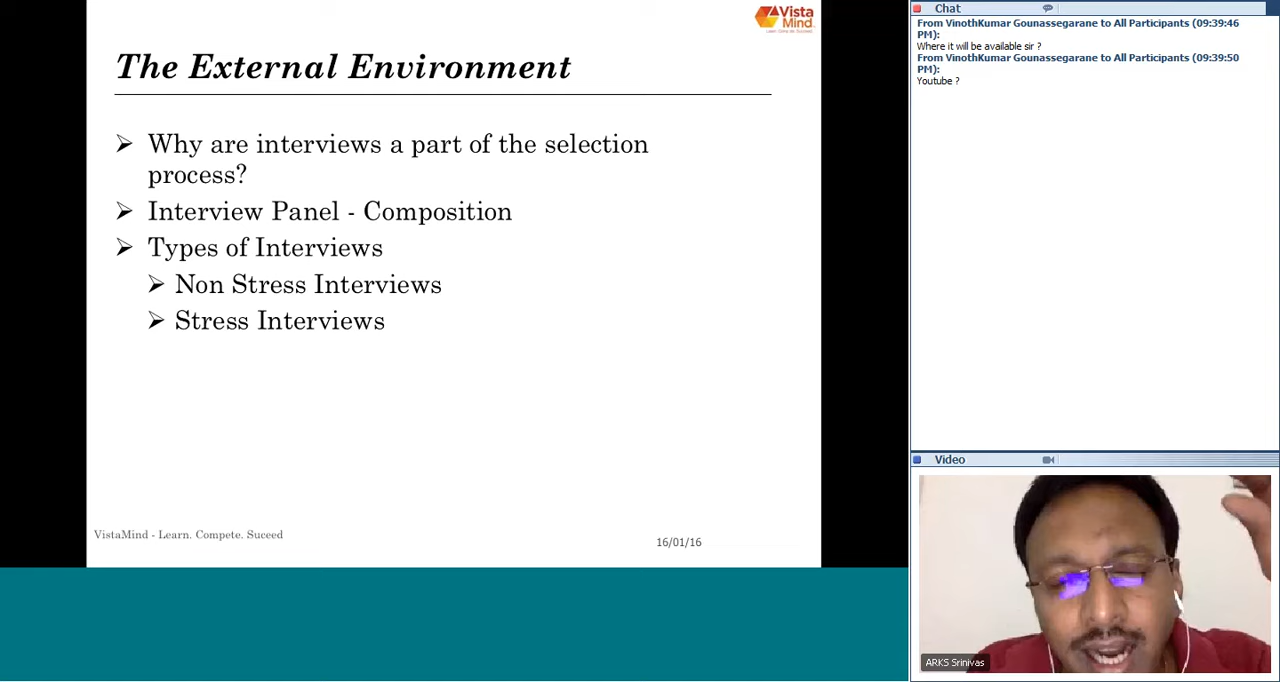 Vista
Mind
The External Environment
Why are interviews a part of the selection
process?
Interview Panel - Composition
Types of Interviews
Non Stress Interviews
Stress Interviews
VistaMind - Learn. Compete. Suceed
16/01/16
Chat
From VinothKumar Gounassegarane to All Participants (09:39:46
PM):
Where it will be available sir ?
From VinothKumar Gounassegarane to All Participants (09:39:50
PM):
Youtube ?
Video
ARKS Srinivas